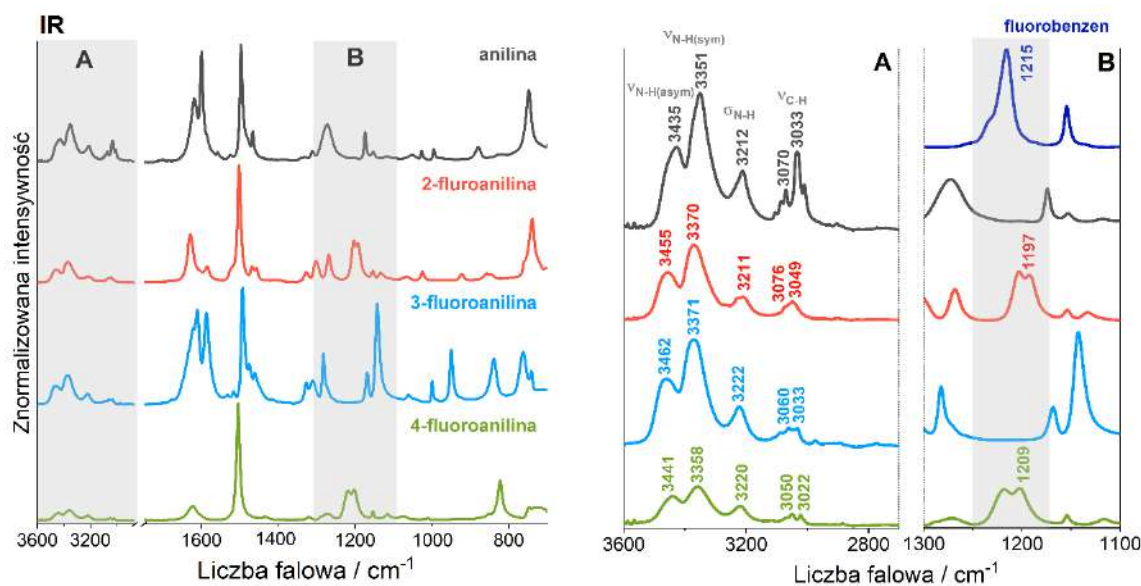 IR
A
B
anilina
2-fluroanilina
3-fluoroanilina
4-fluoroanilina
Znormalizowana intensywność
3600 3200 1600 1400 1200 1000 800
Liczba falowa / cm⁻¹
A
νN-H(asym)
νN-H(sym)
σN-H
νC-H
3435
3351
3212
3070
3033
3455
3370
3211
3076
3049
3462
3371
3222
3060
3033
3441
3358
3220
3050
3022
3600 3200 2800
Liczba falowa / cm⁻¹
fluorobenzen
B
1215
1197
1209
1300 1200 1100